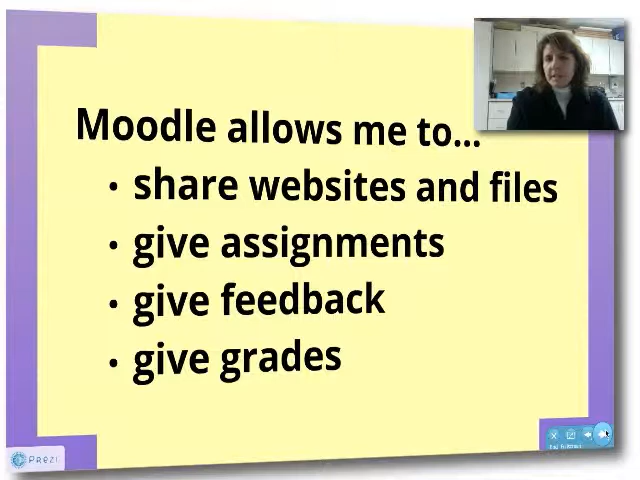 Moodle allows me to...
• share websites and files
• give assignments
• give feedback
• give grades
Prezi